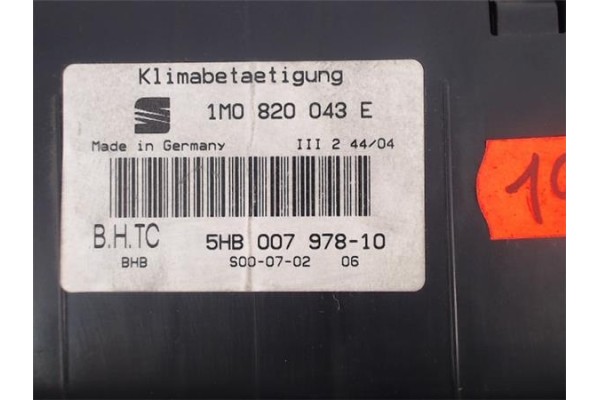 Klimabetaetigung
1M0 820 043 E
Made in Germany III 2 44/04
B.H.TC 5HB 007 978-10
BHB S00-07-02 06